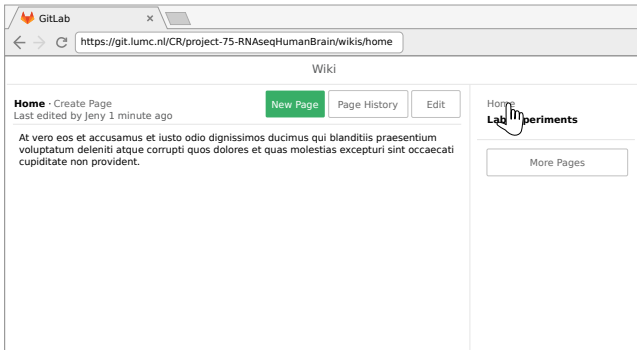 GitLab ×
https://git.lumc.nl/CR/project-75-RNAseqHumanBrain/wikis/home
Wiki
Home · Create Page
Last edited by Jeny 1 minute ago
New Page Page History Edit
At vero eos et accusamus et iusto odio dignissimos ducimus qui blanditiis praesentium
voluptatum deleniti atque corrupti quos dolores et quas molestias excepturi sint occaecati
cupiditate non provident.
Home
Lab Experiments
More Pages